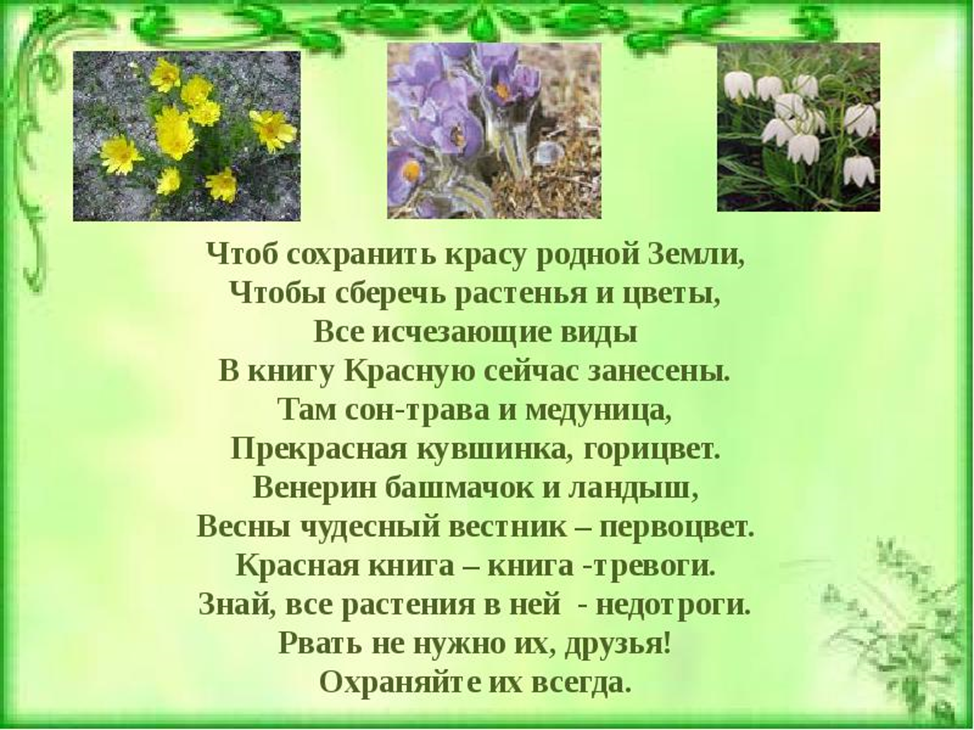 Чтоб сохранить красу родной Земли,
Чтобы сберечь растенья и цветы,
Все исчезающие виды
В книгу Красную сейчас занесены.
Там сон-трава и медуница,
Прекрасная кувшинка, горицвет.
Венерин башмачок и ландыш,
Весны чудесный вестник – первоцвет.
Красная книга – книга -тревоги.
Знай, все растения в ней - недотроги.
Рвать не нужно их, друзья!
Охраняйте их всегда.